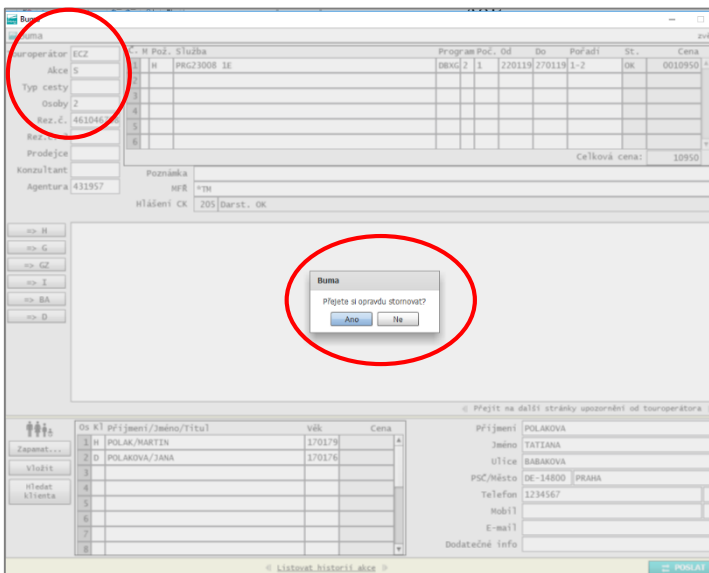 Buma
Buma
Touroperátor ECZ
Akce S
Typ cesty
Osoby 2
Rez.č.
Prodejce
Konzultant
Agentura 431957
Č. M Pož. Služba Program Poč. Od Do Pořadí St. Cena
1 H PRG23008 1E DBXG 2 1 220119 270119 1-2 OK 0010950
2
3
4
5
6
Celková cena: 10950
Poznámka
MFŘ *TM
Hlášení CK 205 Darst. OK
=> H
=> G
=> GZ
=> I
=> BA
=> D
Buma
Přejete si opravdu stornovat?
Ano Ne
Přejít na další stránky upozornění od touroperátora
Zapamat...
Vložit
Hledat klienta
Os Kl Příjmení/Jméno/Titul Věk Cena
1 H POLAK/MARTIN 170179
2 D POLAKOVA/JANA 170176
3
4
5
6
7
8
Příjmení POLAKOVA
Jméno TATIANA
Ulice BABAKOVA
PSČ/Město DE-14800 PRAHA
Telefon 1234567
Mobil
E-mail
Dodatečné info
Listovat historií akce
POSLAT